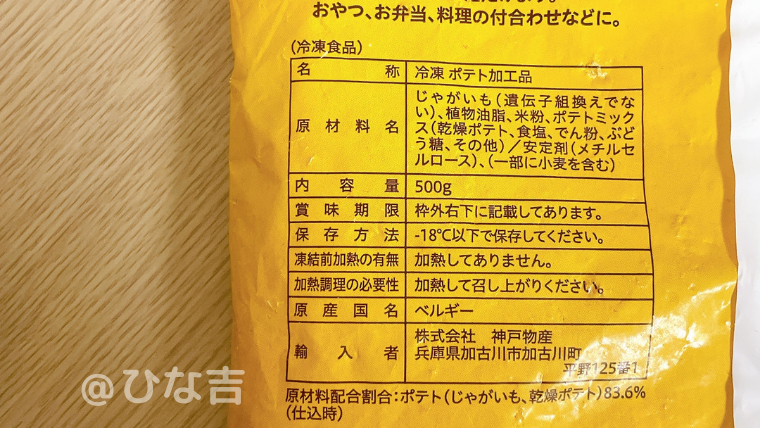 おやつ、お弁当、料理の付合わせなどに。
(冷凍食品)
名称 冷凍 ポテト加工品
原材料名 じゃがいも(遺伝子組換えでな
い)、植物油脂、米粉、ポテトミック
ス(乾燥ポテト、食塩、でん粉、ぶど
う糖、その他)/安定剤(メチルセ
ルロース)、(一部に小麦を含む)
内容量 500g
賞味期限 枠外右下に記載してあります。
保存方法 -18℃以下で保存してください。
凍結前加熱の有無 加熱してありません。
加熱調理の必要性 加熱して召し上がりください。
原産国名 ベルギー
輸入者 株式会社 神戸物産
兵庫県加古川市加古川町
平野125番1
原材料配合割合:ポテト(じゃがいも、乾燥ポテト)83.6%
(仕込時)
@ひな吉